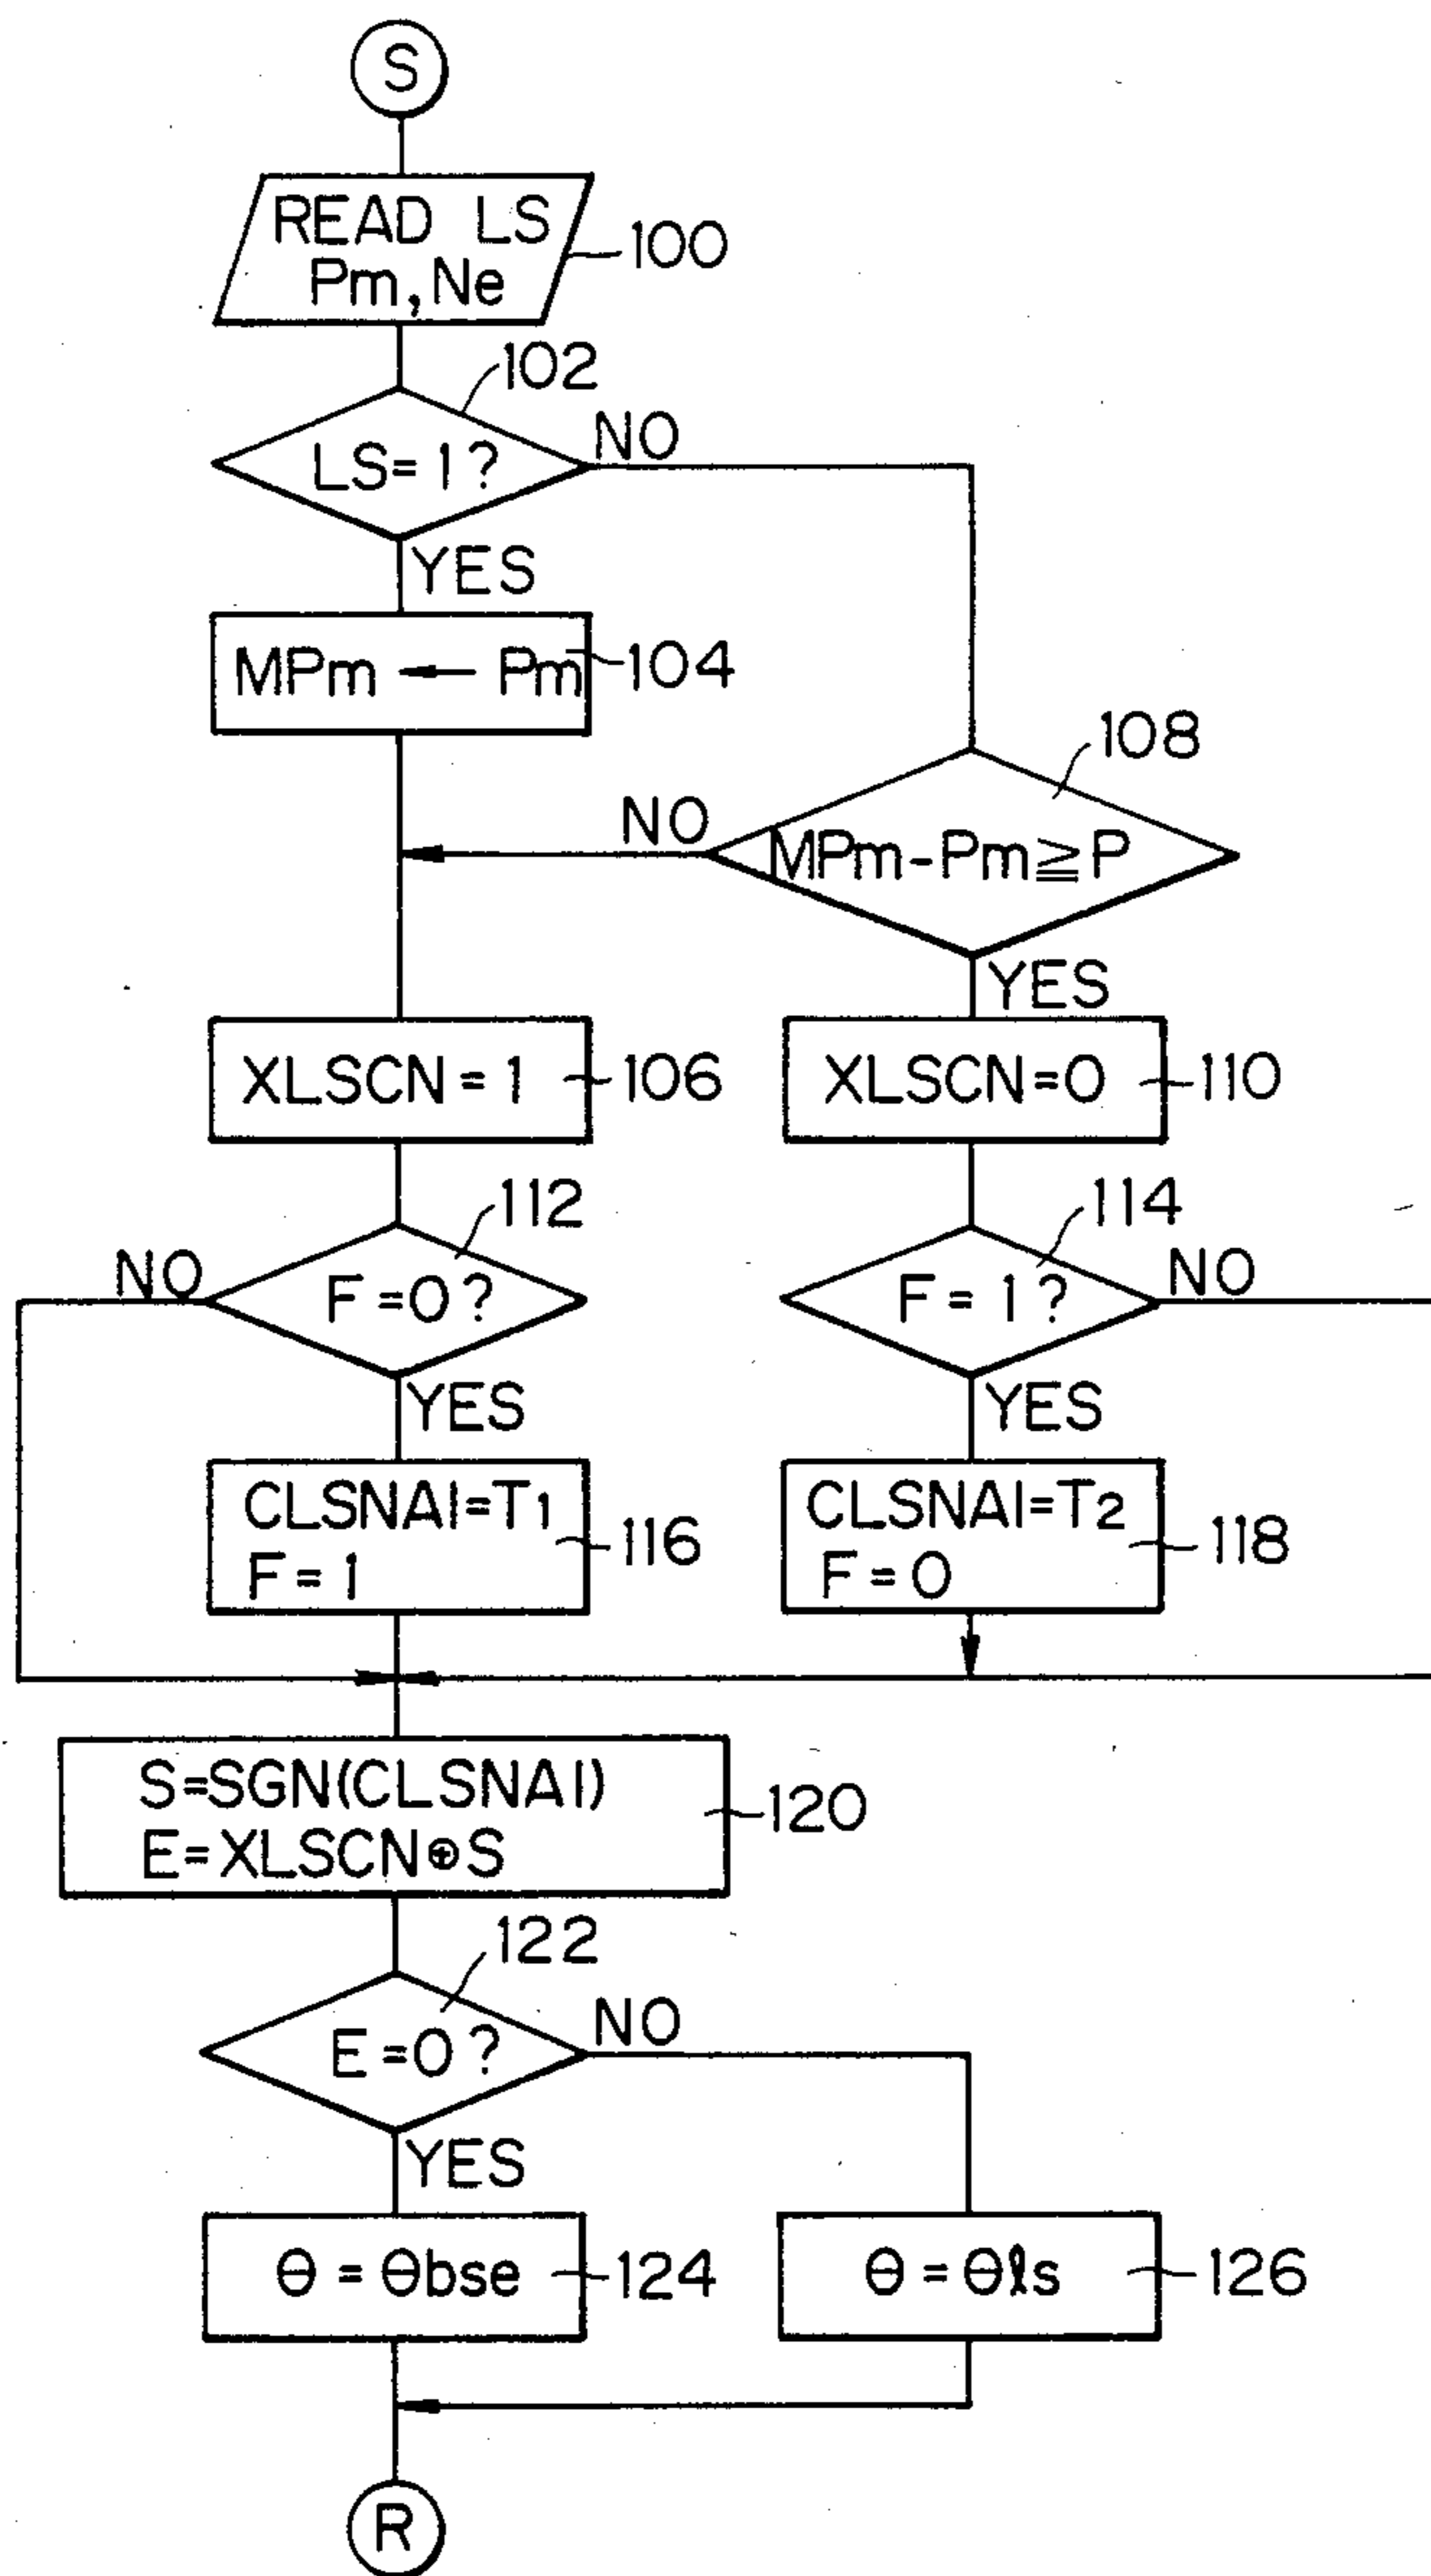 S
READ LS
Pm, Ne
100
102
LS=1?
NO
YES
MPm ← Pm
104
108
MPm-Pm≧P
NO
YES
XLSCN=1
106
XLSCN=0
110
112
F=0?
NO
YES
114
F=1?
NO
YES
CLSNAI=T1
F=1
116
CLSNAI=T2
F=0
118
S=SGN(CLSNAI)
E=XLSCN⊕S
120
122
E=0?
NO
YES
θ=θbse
124
θ=θls
126
R